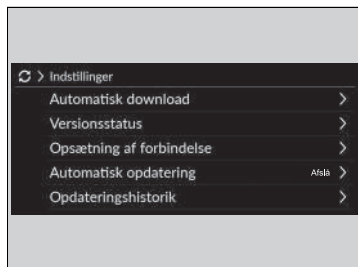 > Indstillinger
Automatisk download >
Versionsstatus >
Opsætning af forbindelse >
Automatisk opdatering Afslå >
Opdateringshistorik >